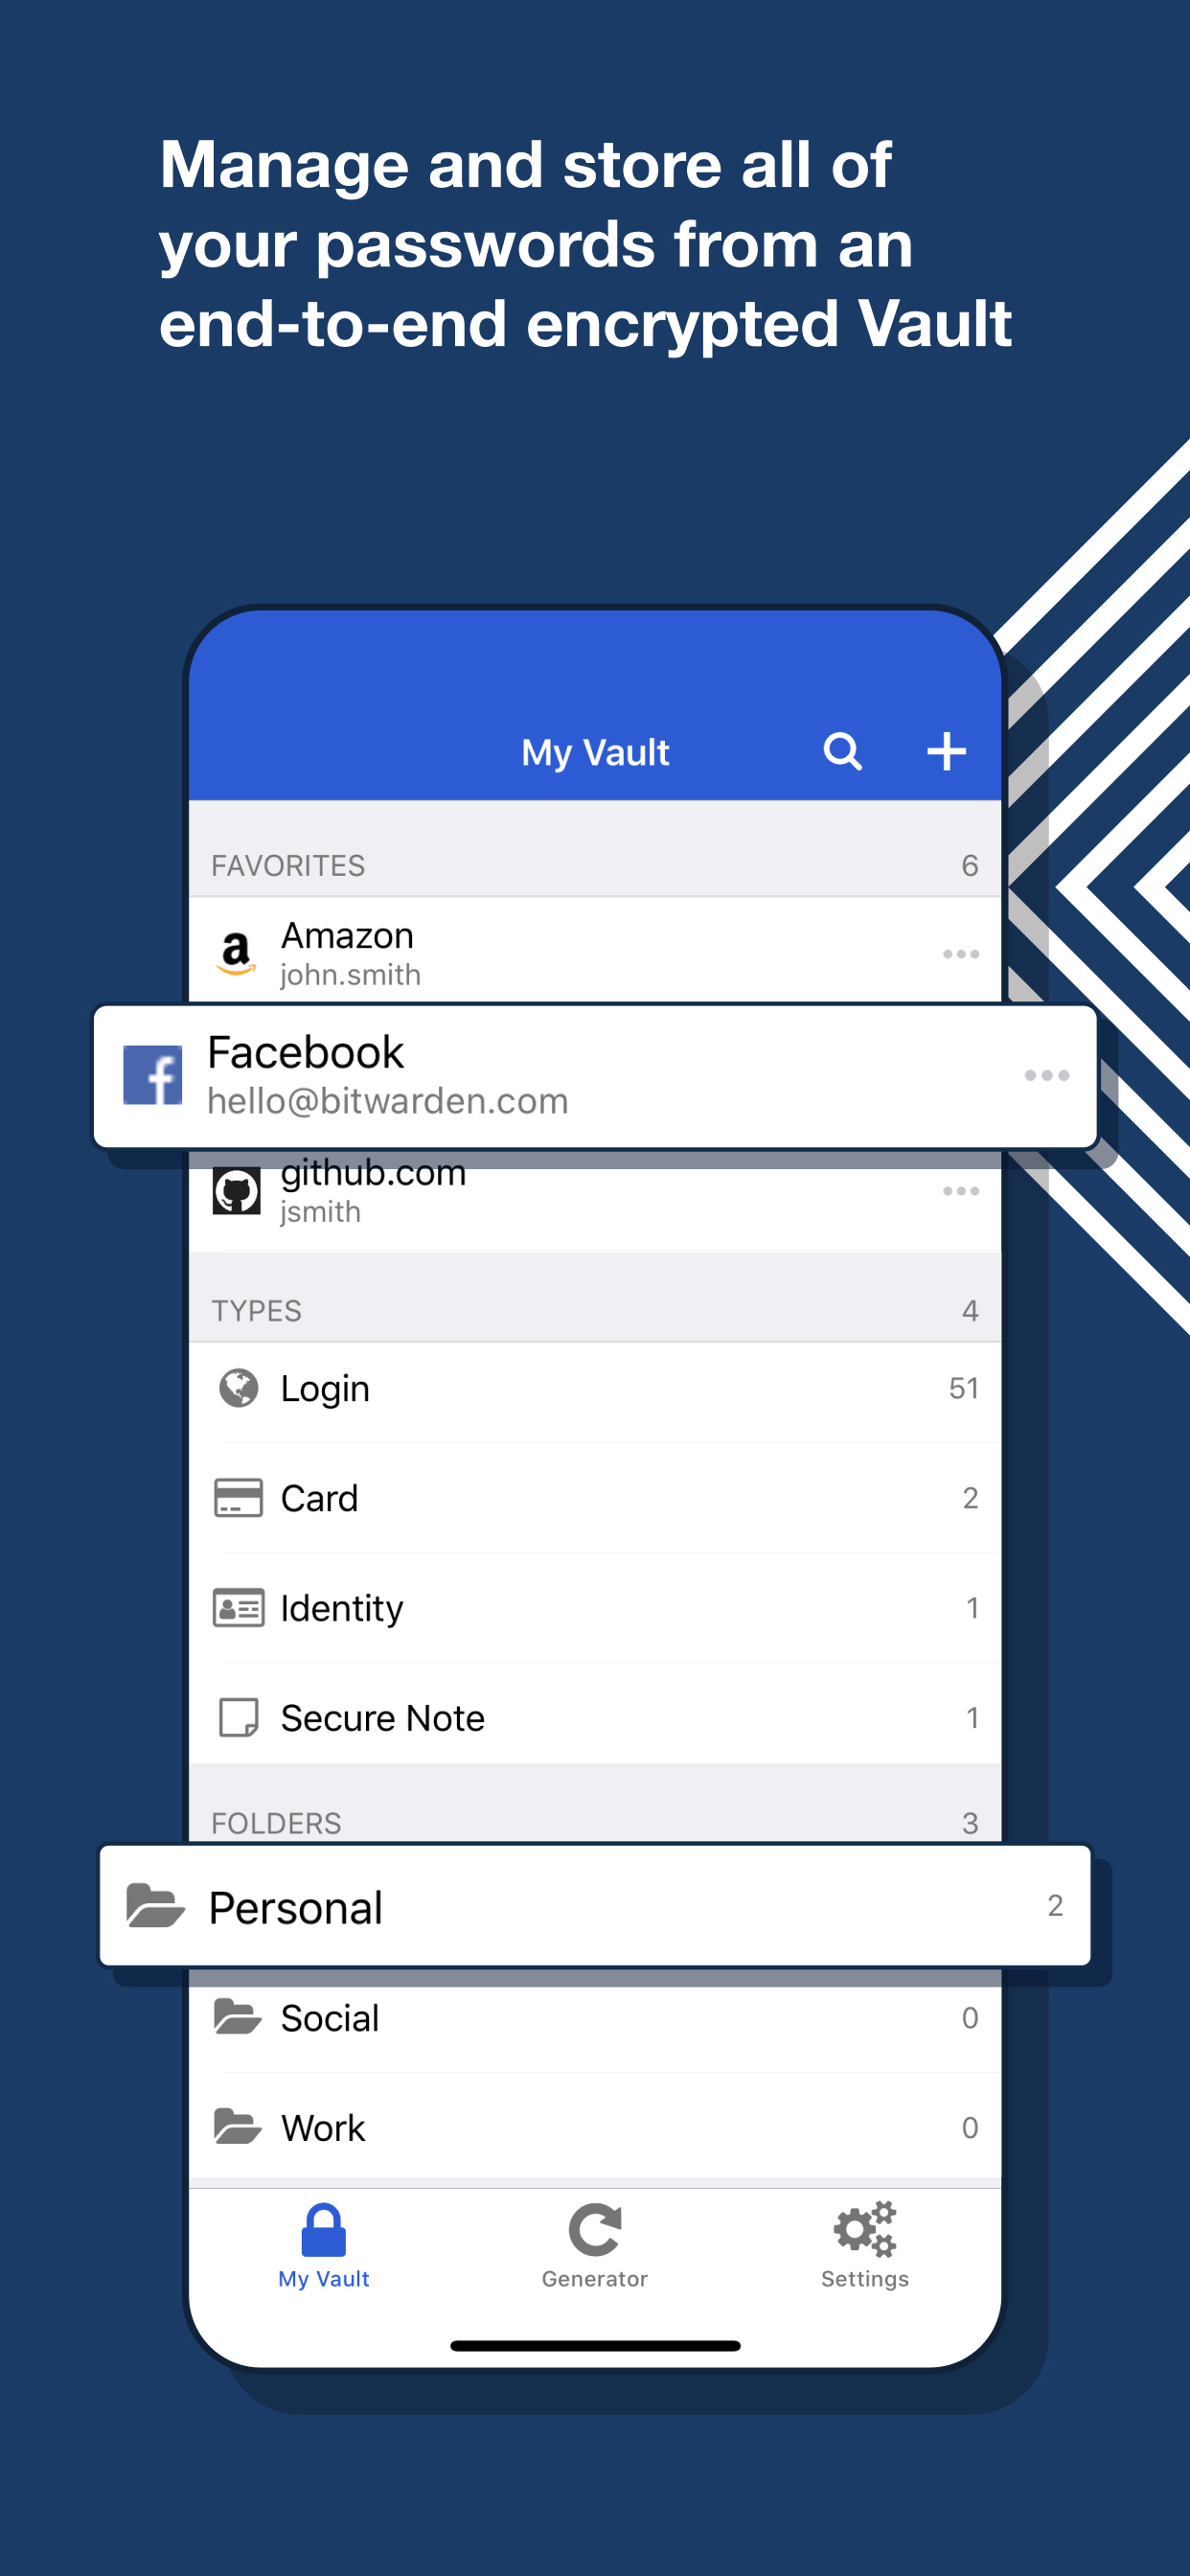 Manage and store all of
your passwords from an
end-to-end encrypted Vault
My Vault
FAVORITES 6
Amazon
john.smith
Facebook
hello@bitwarden.com
github.com
jsmith
TYPES 4
Login 51
Card 2
Identity 1
Secure Note 1
FOLDERS 3
Personal 2
Social 0
Work 0
My Vault Generator Settings